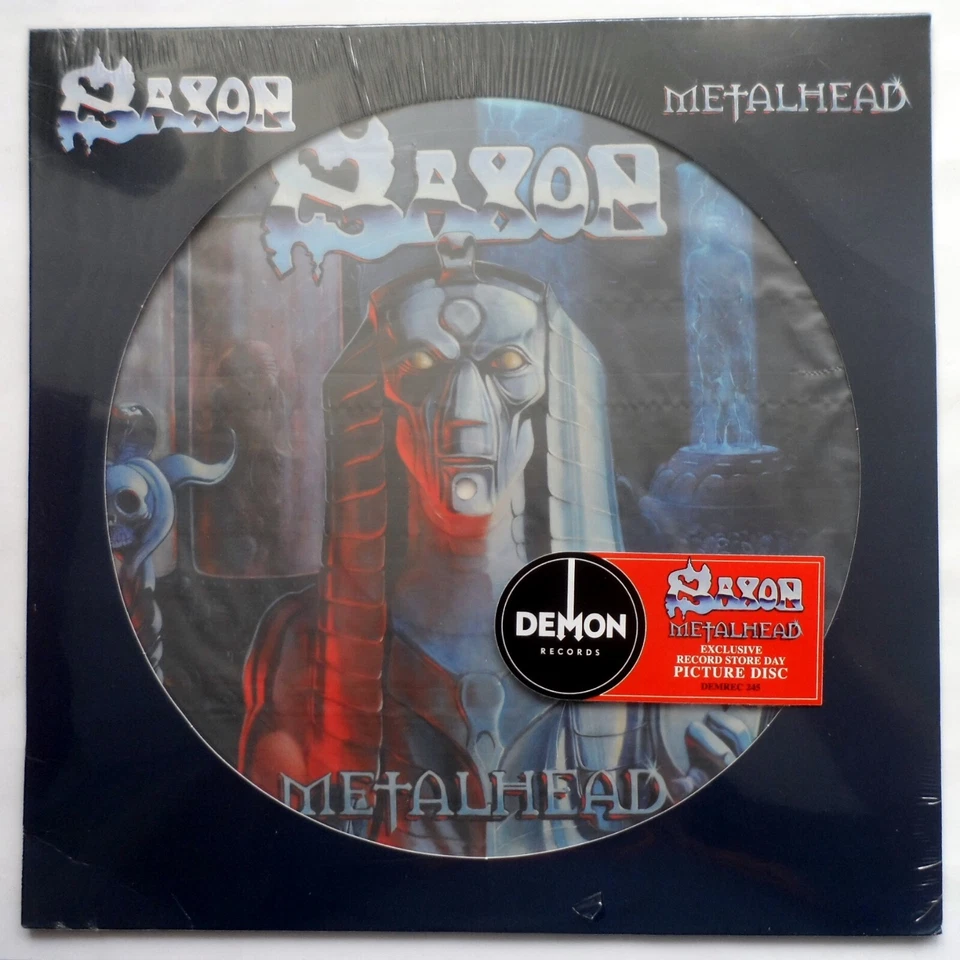 SAXON
METALHEAD
SAXON
DEMON
RECORDS
SAXON
METALHEAD
EXCLUSIVE
RECORD STORE DAY
PICTURE DISC
DEMREC 345
METALHEAD